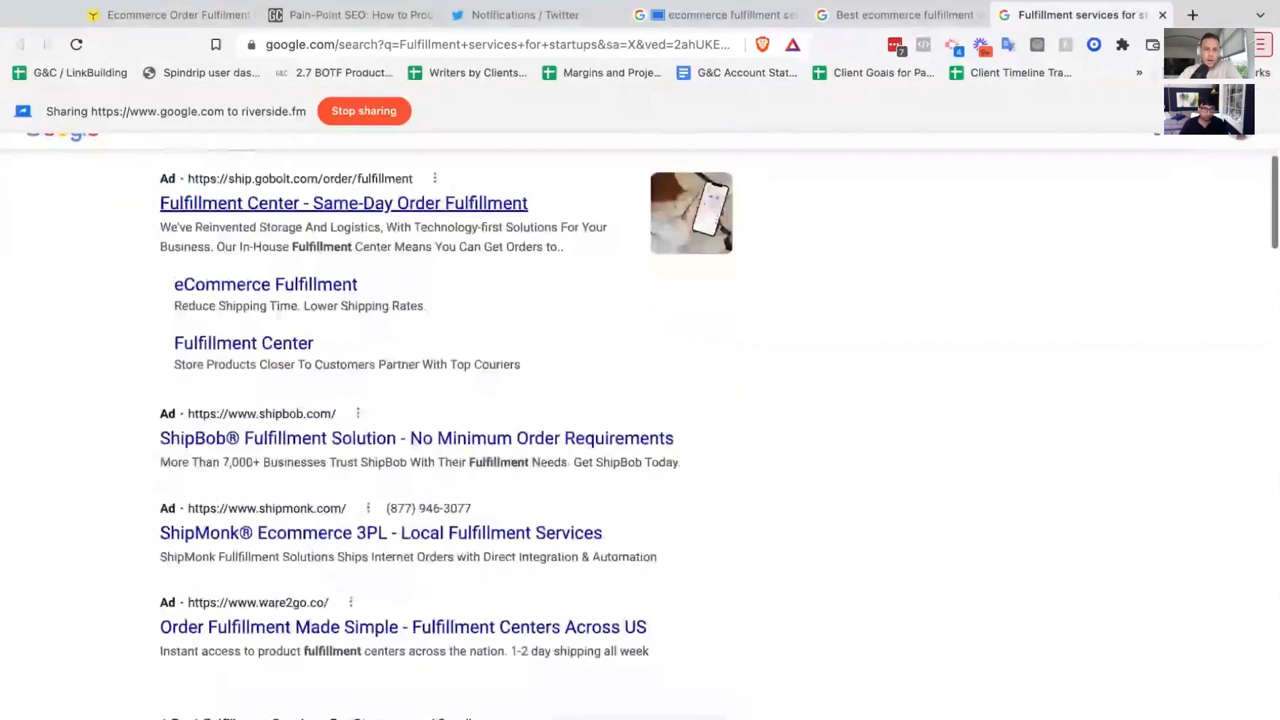 Ecommerce Order Fulfilment
GC Pain-Point SEO: How to Proc
Notifications / Twitter
ecommerce fulfillment se
Best ecommerce fulfillment
Fulfillment services for st
google.com/search?q=Fulfillment+services+for+startups&sa=X&ved=2ahUKE...
7
4
9+
G&C / LinkBuilding
Spindrip user das...
2.7 BOTF Product...
Writers by Clients...
Margins and Proje...
G&C Account Stat...
Client Goals for Pa...
Client Timeline Tra...
»
Sharing https://www.google.com to riverside.fm
Stop sharing
Ad · https://ship.gobolt.com/order/fulfillment
Fulfillment Center - Same-Day Order Fulfillment
We've Reinvented Storage And Logistics, With Technology-first Solutions For Your
Business. Our In-House Fulfillment Center Means You Can Get Orders to..
eCommerce Fulfillment
Reduce Shipping Time. Lower Shipping Rates.
Fulfillment Center
Store Products Closer To Customers Partner With Top Couriers
Ad · https://www.shipbob.com/
ShipBob® Fulfillment Solution - No Minimum Order Requirements
More Than 7,000+ Businesses Trust ShipBob With Their Fulfillment Needs. Get ShipBob Today.
Ad · https://www.shipmonk.com/ (877) 946-3077
ShipMonk® Ecommerce 3PL - Local Fulfillment Services
ShipMonk Fullfillment Solutions Ships Internet Orders with Direct Integration & Automation
Ad · https://www.ware2go.co/
Order Fulfillment Made Simple - Fulfillment Centers Across US
Instant access to product fulfillment centers across the nation. 1-2 day shipping all week